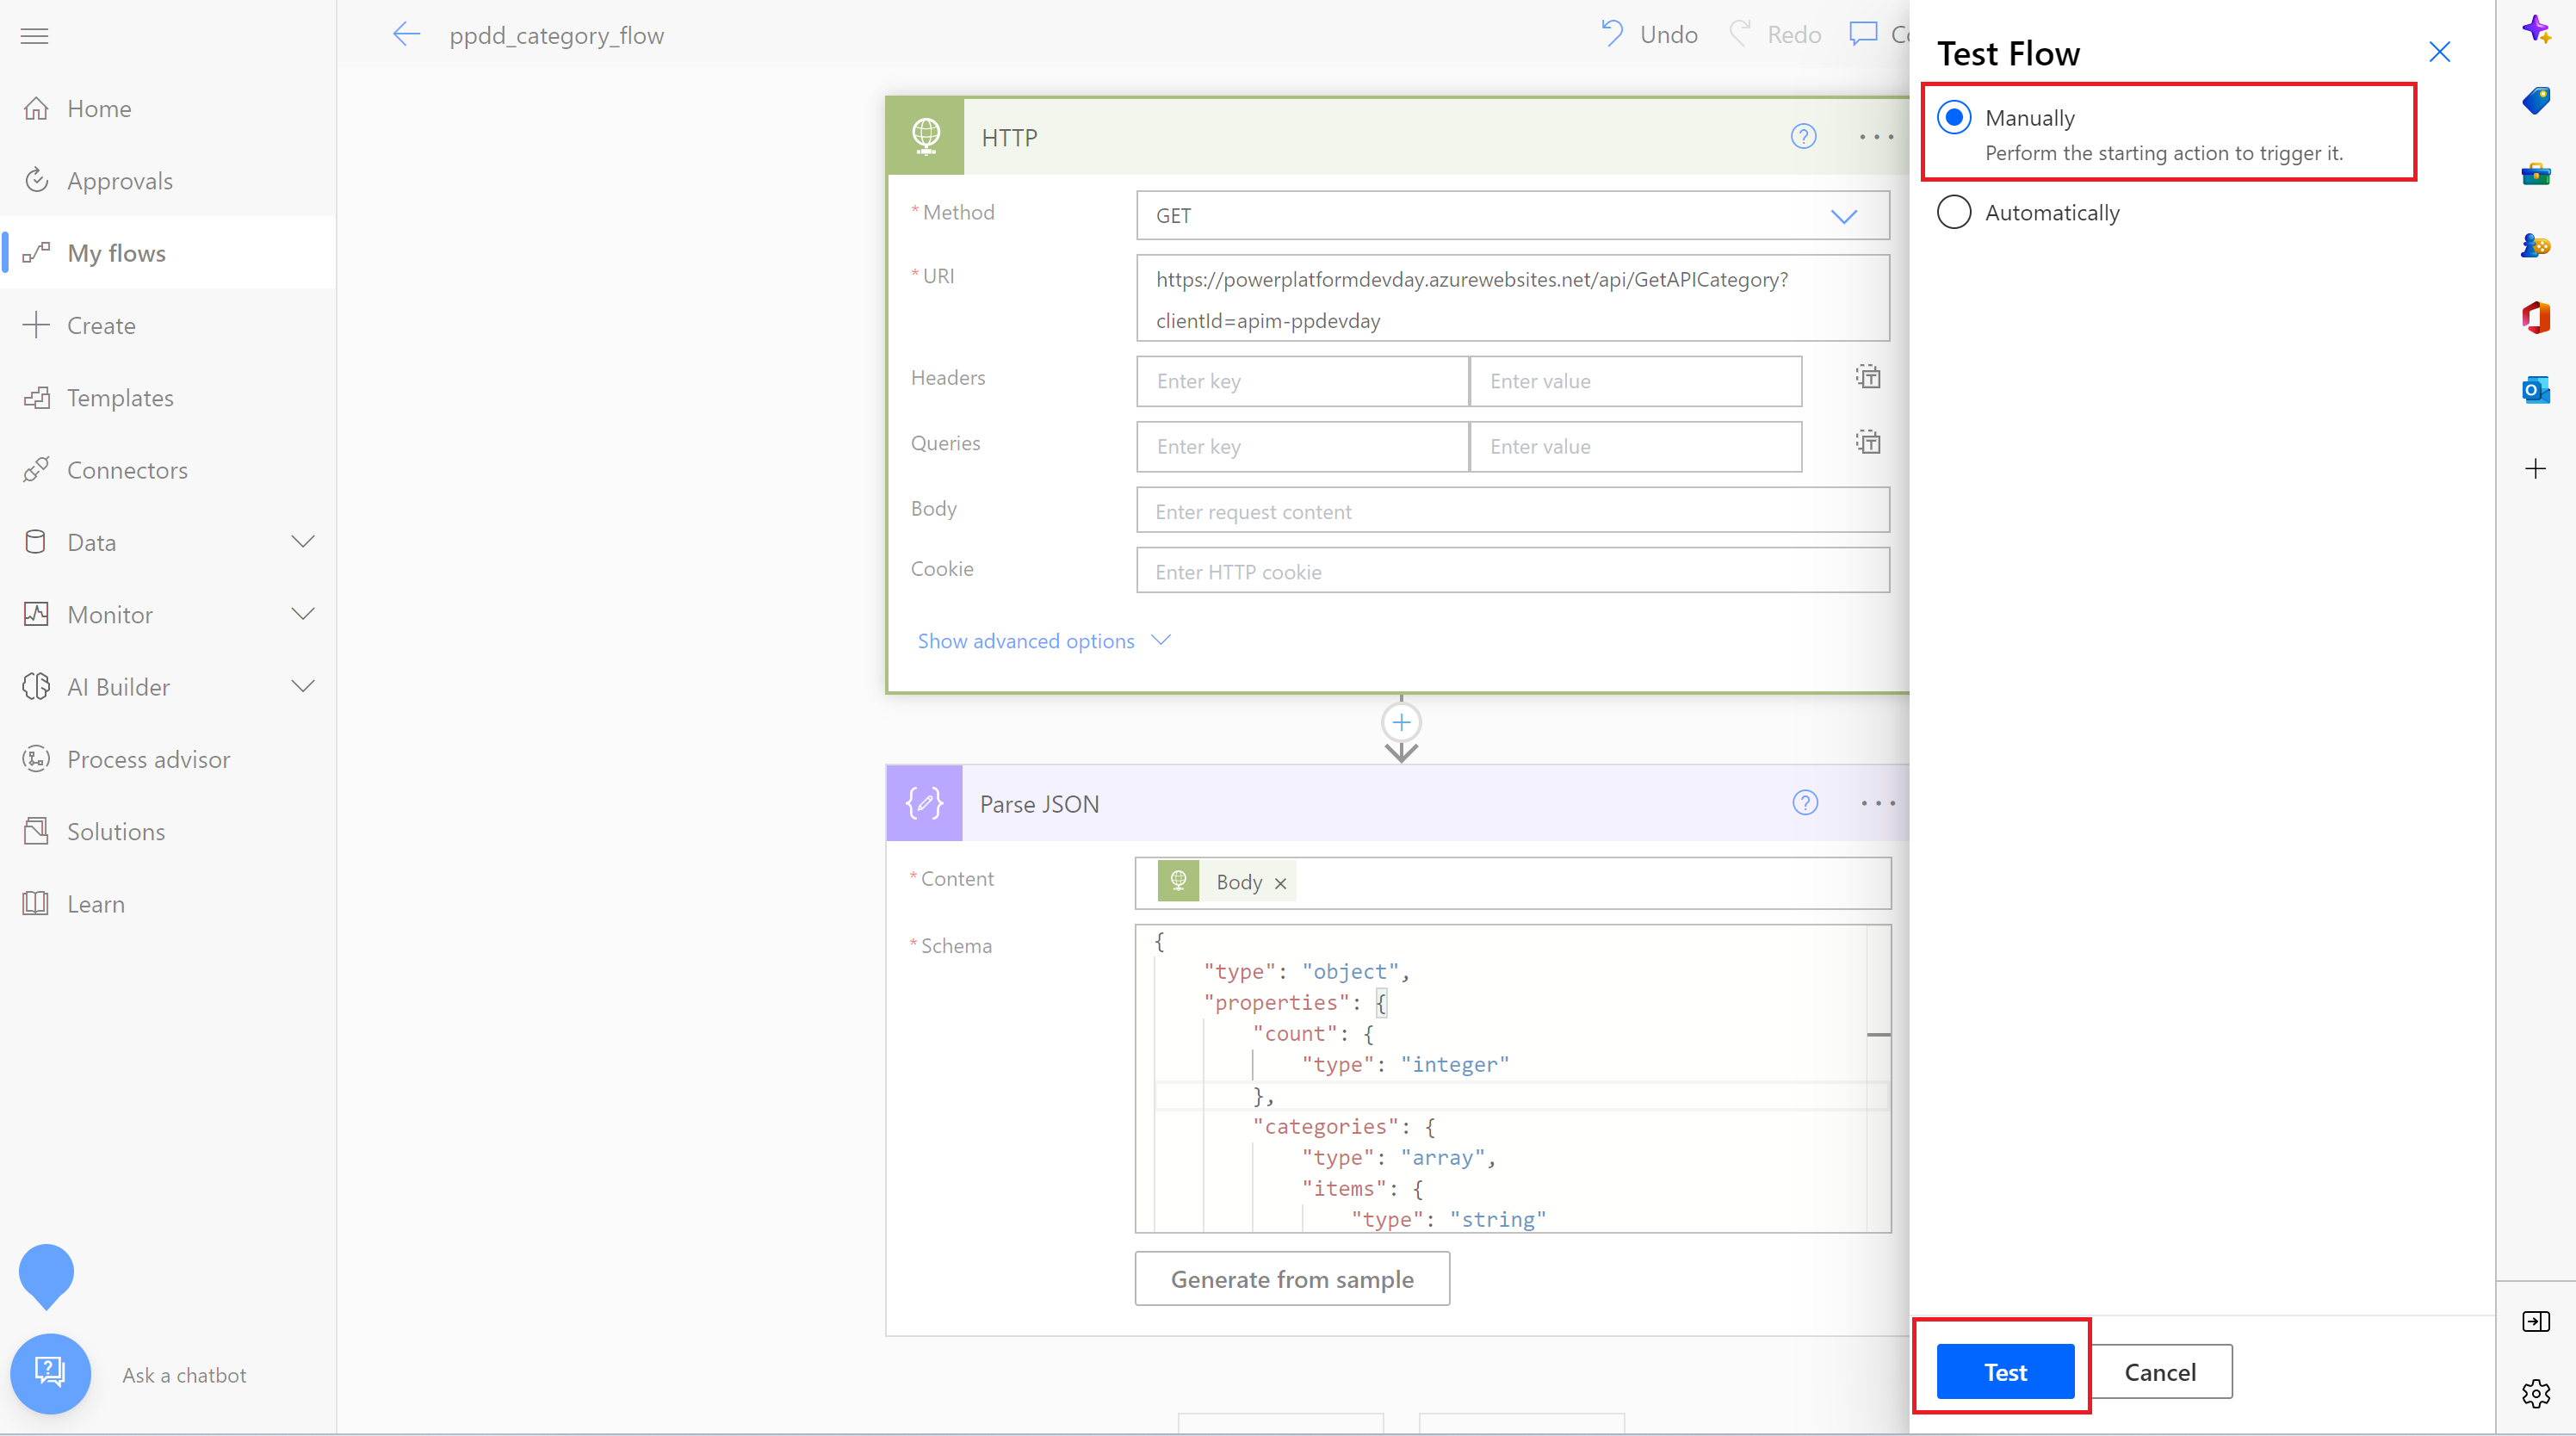 Home
Approvals
My flows
Create
Templates
Connectors
Data
Monitor
AI Builder
Process advisor
Solutions
Learn
Ask a chatbot
ppdd_category_flow
Undo
Redo
HTTP
* Method
GET
* URI
https://powerplatformdevday.azurewebsites.net/api/GetAPICategory?
clientId=apim-ppdevday
Headers
Enter key
Enter value
Queries
Enter key
Enter value
Body
Enter request content
Cookie
Enter HTTP cookie
Show advanced options
Parse JSON
* Content
Body
* Schema
{
"type": "object",
"properties": {
"count": {
"type": "integer"
},
"categories": {
"type": "array",
"items": {
"type": "string"
Generate from sample
Test Flow
Manually
Perform the starting action to trigger it.
Automatically
Test
Cancel